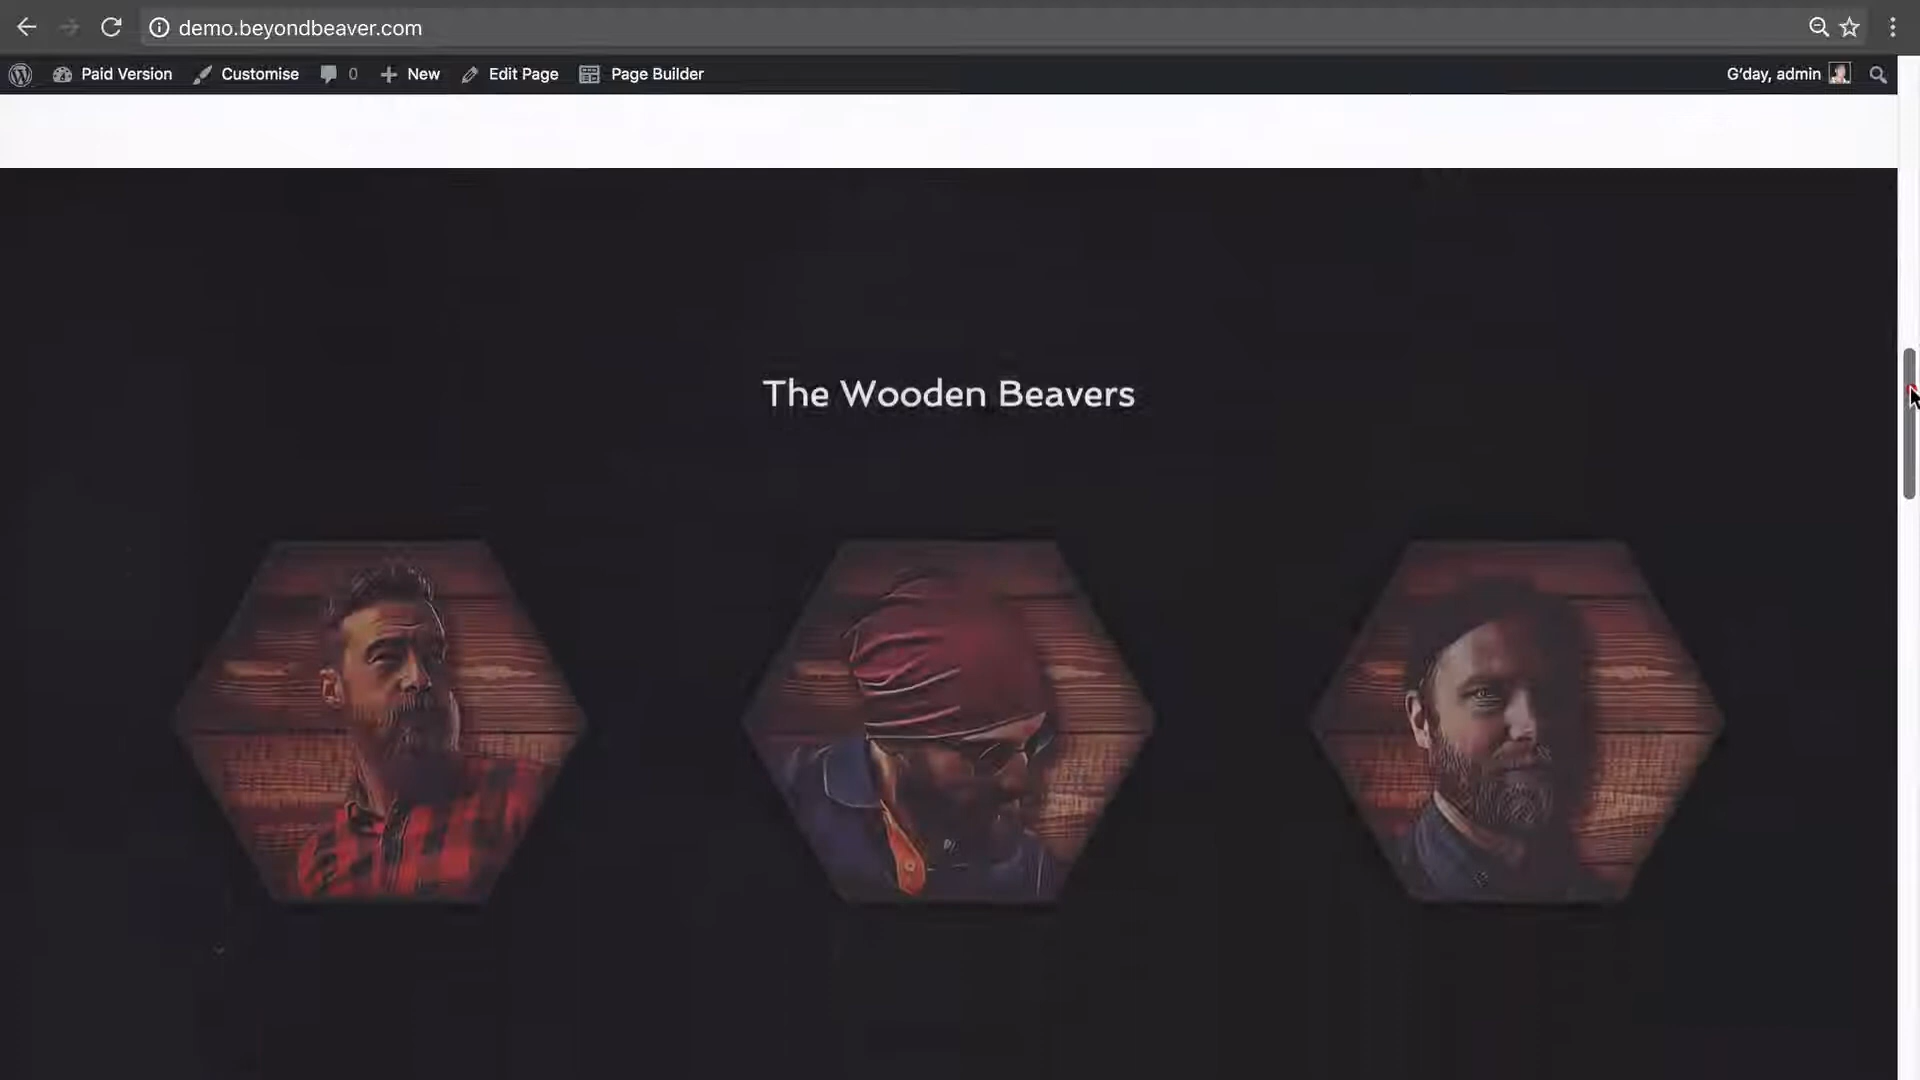 demo.beyondbeaver.com
Paid Version Customise 0 New Edit Page Page Builder G'day, admin
The Wooden Beavers